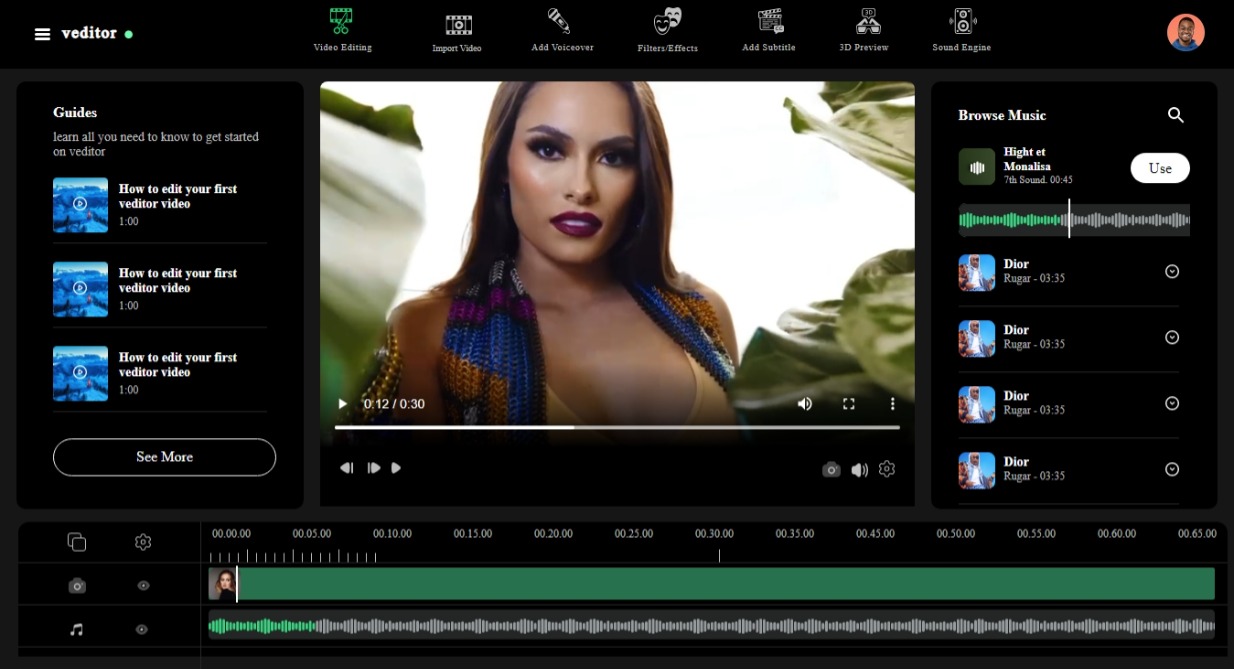 veditor
Video Editing
Import Video
Add Voiceover
Filters/Effects
Add Subtitle
3D
3D Preview
Sound Engine
Guides
learn all you need to know to get started
on veditor
How to edit your first
veditor video
1:00
How to edit your first
veditor video
1:00
How to edit your first
veditor video
1:00
See More
0:12 / 0:30
Browse Music
Hight et
Monalisa
7th Sound. 00:45
Use
Dior
Rugar - 03:35
Dior
Rugar - 03:35
Dior
Rugar - 03:35
Dior
Rugar - 03:35
00.00.00 00.05.00 00.10.00 00.15.00 00.20.00 00.25.00 00.30.00 00.35.00 00.45.00 00.50.00 00.55.00 00.60.00 00.65.00